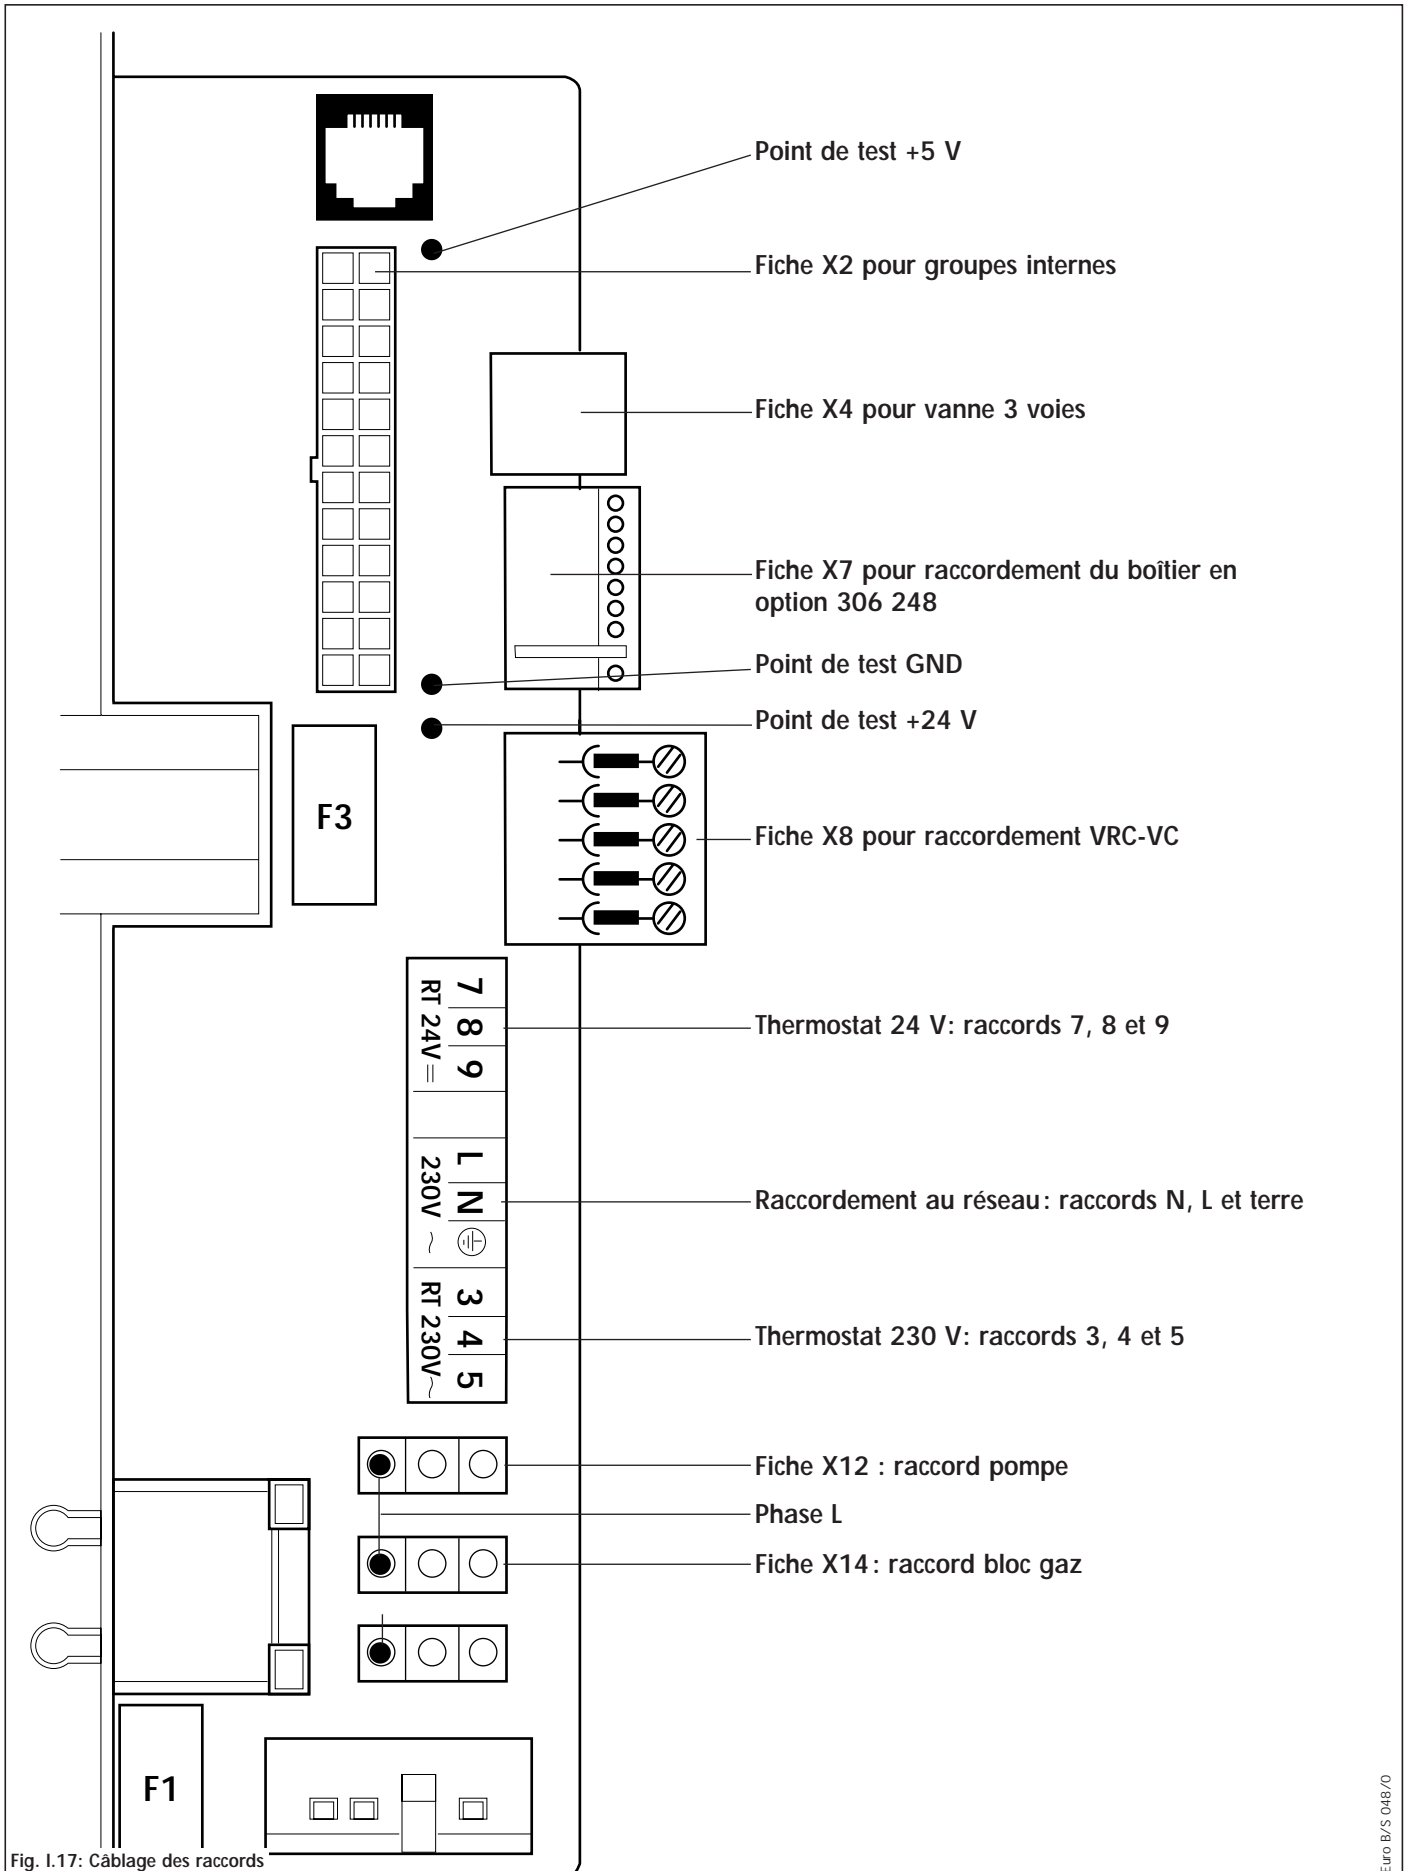 Point de test +5 V
Fiche X2 pour groupes internes
Fiche X4 pour vanne 3 voies
Fiche X7 pour raccordement du boîtier en
option 306 248
Point de test GND
Point de test +24 V
F3
Fiche X8 pour raccordement VRC-VC
7 8 9
RT 24V =
Thermostat 24 V: raccords 7, 8 et 9
L N
230V ~
Raccordement au réseau: raccords N, L et terre
3 4 5
RT 230V~
Thermostat 230 V: raccords 3, 4 et 5
Fiche X12 : raccord pompe
Phase L
Fiche X14: raccord bloc gaz
F1
Fig. I.17: Câblage des raccords
Euro B/S 048/0